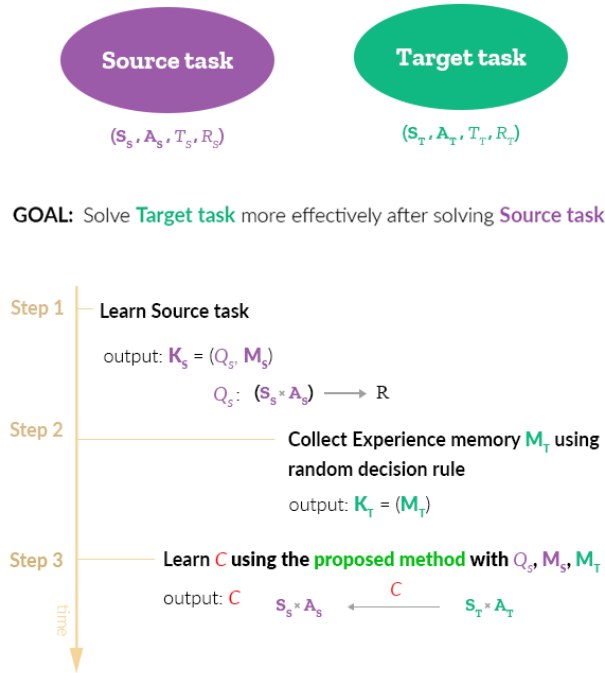 Source task
Target task
(S_S, A_S, T_S, R_S)
(S_T, A_T, T_T, R_T)
GOAL: Solve Target task more effectively after solving Source task
Step 1
Learn Source task
output: K_S = (Q_S, M_S)
Q_S: (S_S × A_S) ⟶ R
Step 2
Collect Experience memory M_T using
random decision rule
output: K_T = (M_T)
Step 3
Learn C using the proposed method with Q_S, M_S, M_T
output: C
C
S_S × A_S ⟵ S_T × A_T
time